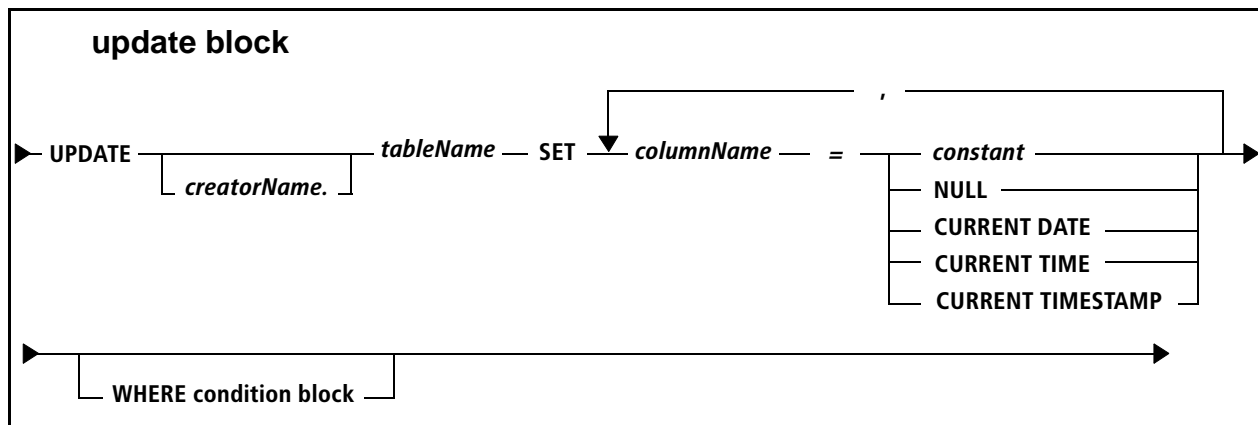 update block
,
UPDATE tableName SET columnName = constant
creatorName.
NULL
CURRENT DATE
CURRENT TIME
CURRENT TIMESTAMP
WHERE condition block